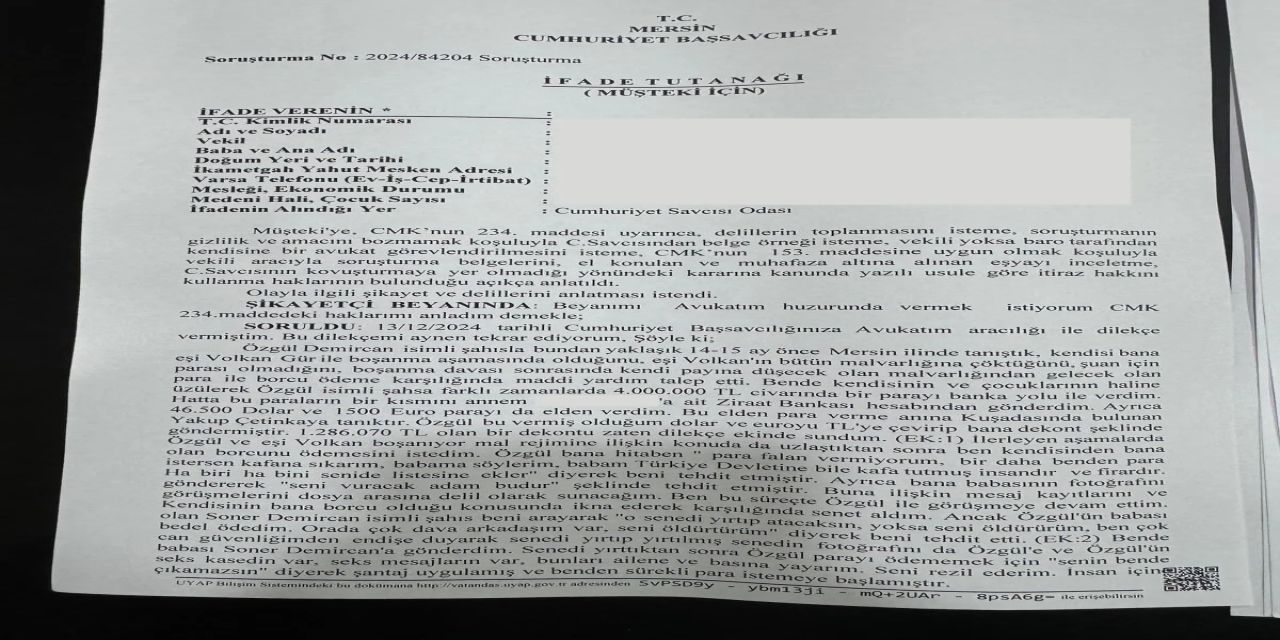 T.C.
MERSİN
CUMHURİYET BAŞSAVCILIĞI
Soruşturma No : 2024/84204 Soruşturma
İFADE TUTANAĞI
( MÜŞTEKİ İÇİN)
İFADE VERENİN * :
T.C. Kimlik Numarası :
Adı ve Soyadı :
Vekil :
Baba ve Ana Adı :
Doğum Yeri ve Tarihi :
İkametgah Yahut Mesken Adresi :
Varsa Telefonu (Ev-İş-Cep-İrtibat) :
Mesleği, Ekonomik Durumu :
Medeni Hali, Çocuk Sayısı :
İfadenin Alındığı Yer : Cumhuriyet Savcısı Odası
Müşteki'ye, CMK'nun 234. maddesi uyarınca, delillerin toplanmasını isteme, soruşturmanın
gizlilik ve amacını bozmamak koşuluyla C.Savcısından belge örneği isteme, vekili yoksa baro tarafından
kendisine bir avukat görevlendirilmesini isteme, CMK'nun 153. maddesine uygun olmak koşuluyla
vekili aracıyla soruşturma belgelerini, el konulan ve muhafaza altına alınan eşyayı inceletme,
C.Savcısının kovuşturmaya yer olmadığı yönündeki kararına kanunda yazılı usule göre itiraz hakkını
kullanma haklarının bulunduğu açıkça anlatıldı.
Olayla ilgili şikayet ve delillerini anlatması istendi.
ŞİKAYETÇİ BEYANINDA: Beyanımı Avukatım huzurunda vermek istiyorum CMK
234.maddedeki haklarımı anladım demekle;
SORULDU: 13/12/2024 tarihli Cumhuriyet Başsavcılığınıza Avukatım aracılığı ile dilekçe
vermiştim. Bu dilekçemi aynen tekrar ediyorum, Şöyle ki;
Özgül Demircan isimli şahısla bundan yaklaşık 14-15 ay önce Mersin ilinde tanıştık, kendisi bana
eşi Volkan Gür ile boşanma aşamasında olduğunu, eşi Volkan'ın bütün malvarlığına çöktüğünü, şuan için
parası olmadığını, boşanma davası sonrasında kendi payına düşecek olan malvarlığından gelecek olan
para ile borcu ödeme karşılığında maddi yardım talep etti. Bende kendisinin ve çocuklarının haline
üzülerek Özgül isimli şahsa farklı zamanlarda 4.000.000 TL civarında bir parayı banka yolu ile verdim.
Hatta bu paraların bir kısmını annem 'a ait Ziraat Bankası hesabından gönderdim. Ayrıca
46.500 Dolar ve 1500 Euro parayı da elden verdim. Bu elden para verme anına Kuşadasında bulunan
Yakup Çetinkaya tanıktır. Özgül bu vermiş olduğum dolar ve euroyu TL'ye çevirip bana dekont şeklinde
göndermiştir. 1.286.070 TL olan bir dekontu zaten dilekçe ekinde sundum. (EK:1) İlerleyen aşamalarda
Özgül ve eşi Volkan boşanıyor mal rejimine ilişkin konuda da uzlaştıktan sonra ben kendisinden bana
olan borcunu ödemesini istedim. Özgül bana hitaben " para falan vermiyorum, bir daha benden para
istersen kafana sıkarım, babama söylerim, babam Türkiye Devletine bile kafa tutmuş insandır ve firardır.
Ha biri ha bini senide listesine ekler" diyerek beni tehdit etmiştir. Ayrıca bana babasının fotoğrafını
göndererek "seni vuracak adam budur" şeklinde tehdit etmiştir. Buna ilişkin mesaj kayıtlarını ve
görüşmelerini dosya arasına delil olarak sunacağım. Ben bu süreçte Özgül ile görüşmeye devam ettim.
Kendisinin bana borcu olduğu konusunda ikna ederek karşılığında senet aldım. Ancak Özgül'ün babası
olan Soner Demircan isimli şahıs beni arayarak "o senedi yırtıp atacaksın, yoksa seni öldürtürüm, ben çok
bedel ödedim. Orada çok dava arkadaşım var, seni öldürtürüm" diyerek beni tehdit etti. (EK:2) Bende
can güvenliğimden endişe duyarak senedi yırtıp yırtılmış senedin fotoğrafını da Özgül'e ve Özgül'ün
babası Soner Demircan'a gönderdim. Senedi yırttıktan sonra Özgül parayı ödememek için "senin bende
seks kasedin var, seks mesajların var, bunları ailene ve basına yayarım. Seni rezil ederim. İnsan için
çıkamazsın" diyerek şantaj uygulamış ve benden sürekli para istemeye başlamıştır.
UYAP Bilişim Sistemindeki bu dokümana http://vatandas.uyap.gov.tr adresinden 5VPSD9y - ybm13ji - mQ+2UAr - 8psA6g= ile erişebilirsin